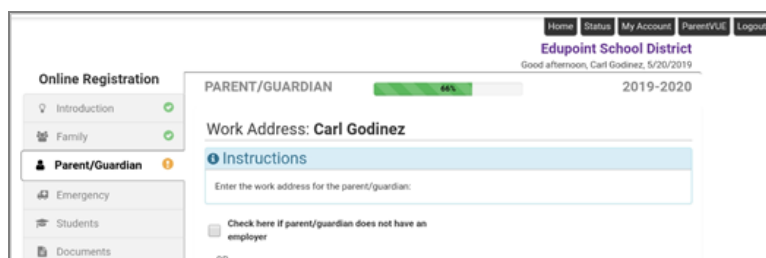 Home Status My Account ParentVUE Logout
Edupoint School District
Good afternoon, Carl Godinez, 5/20/2019
Online Registration
Introduction
Family
Parent/Guardian
Emergency
Students
Documents
PARENT/GUARDIAN 66% 2019-2020
Work Address: Carl Godinez
Instructions
Enter the work address for the parent/guardian:
Check here if parent/guardian does not have an
employer